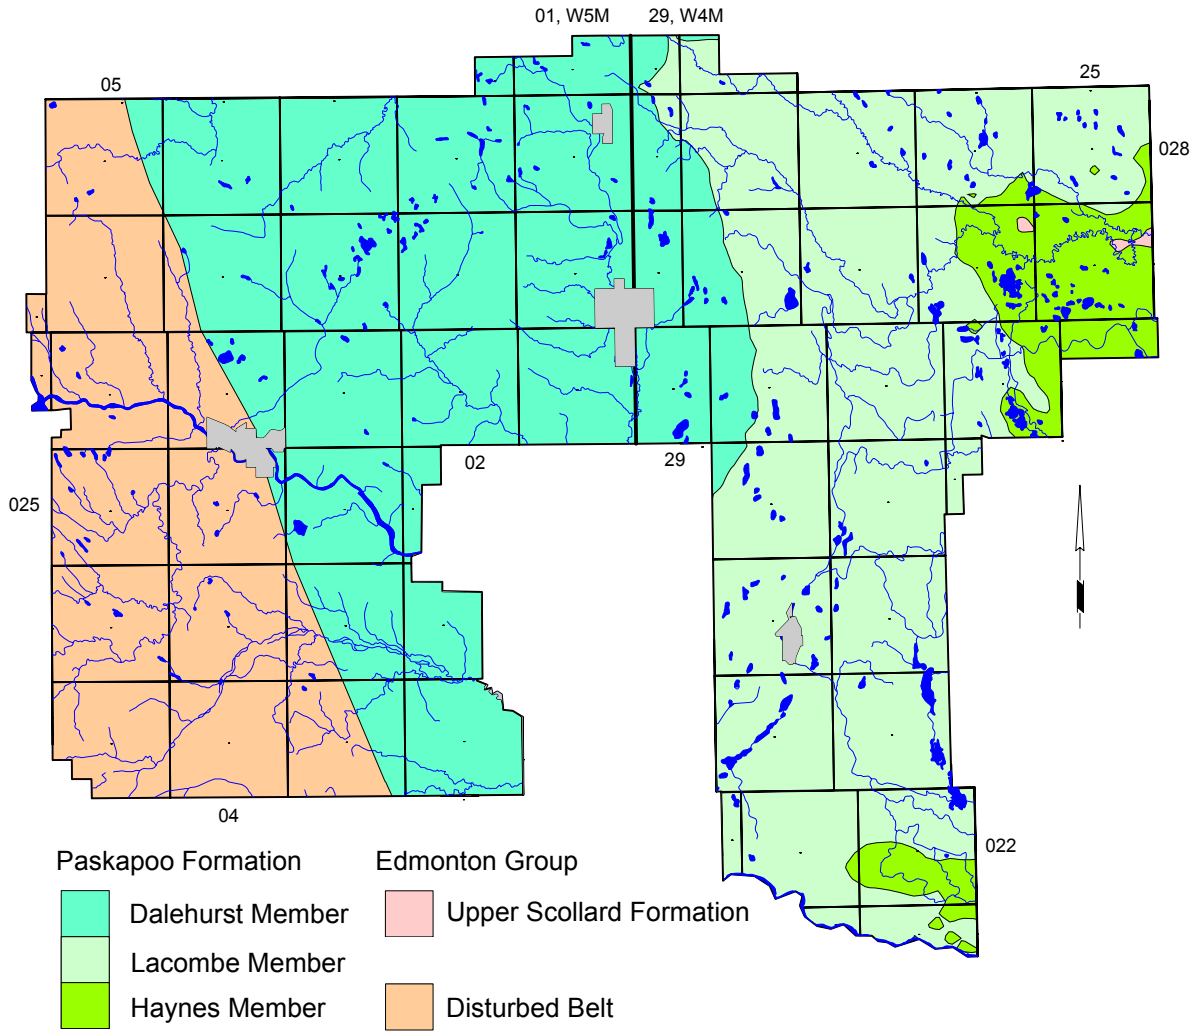 01, W5M 29, W4M
05
25
028
02
29
025
04
022
Paskapoo Formation
Dalehurst Member
Lacombe Member
Haynes Member
Edmonton Group
Upper Scollard Formation
Disturbed Belt